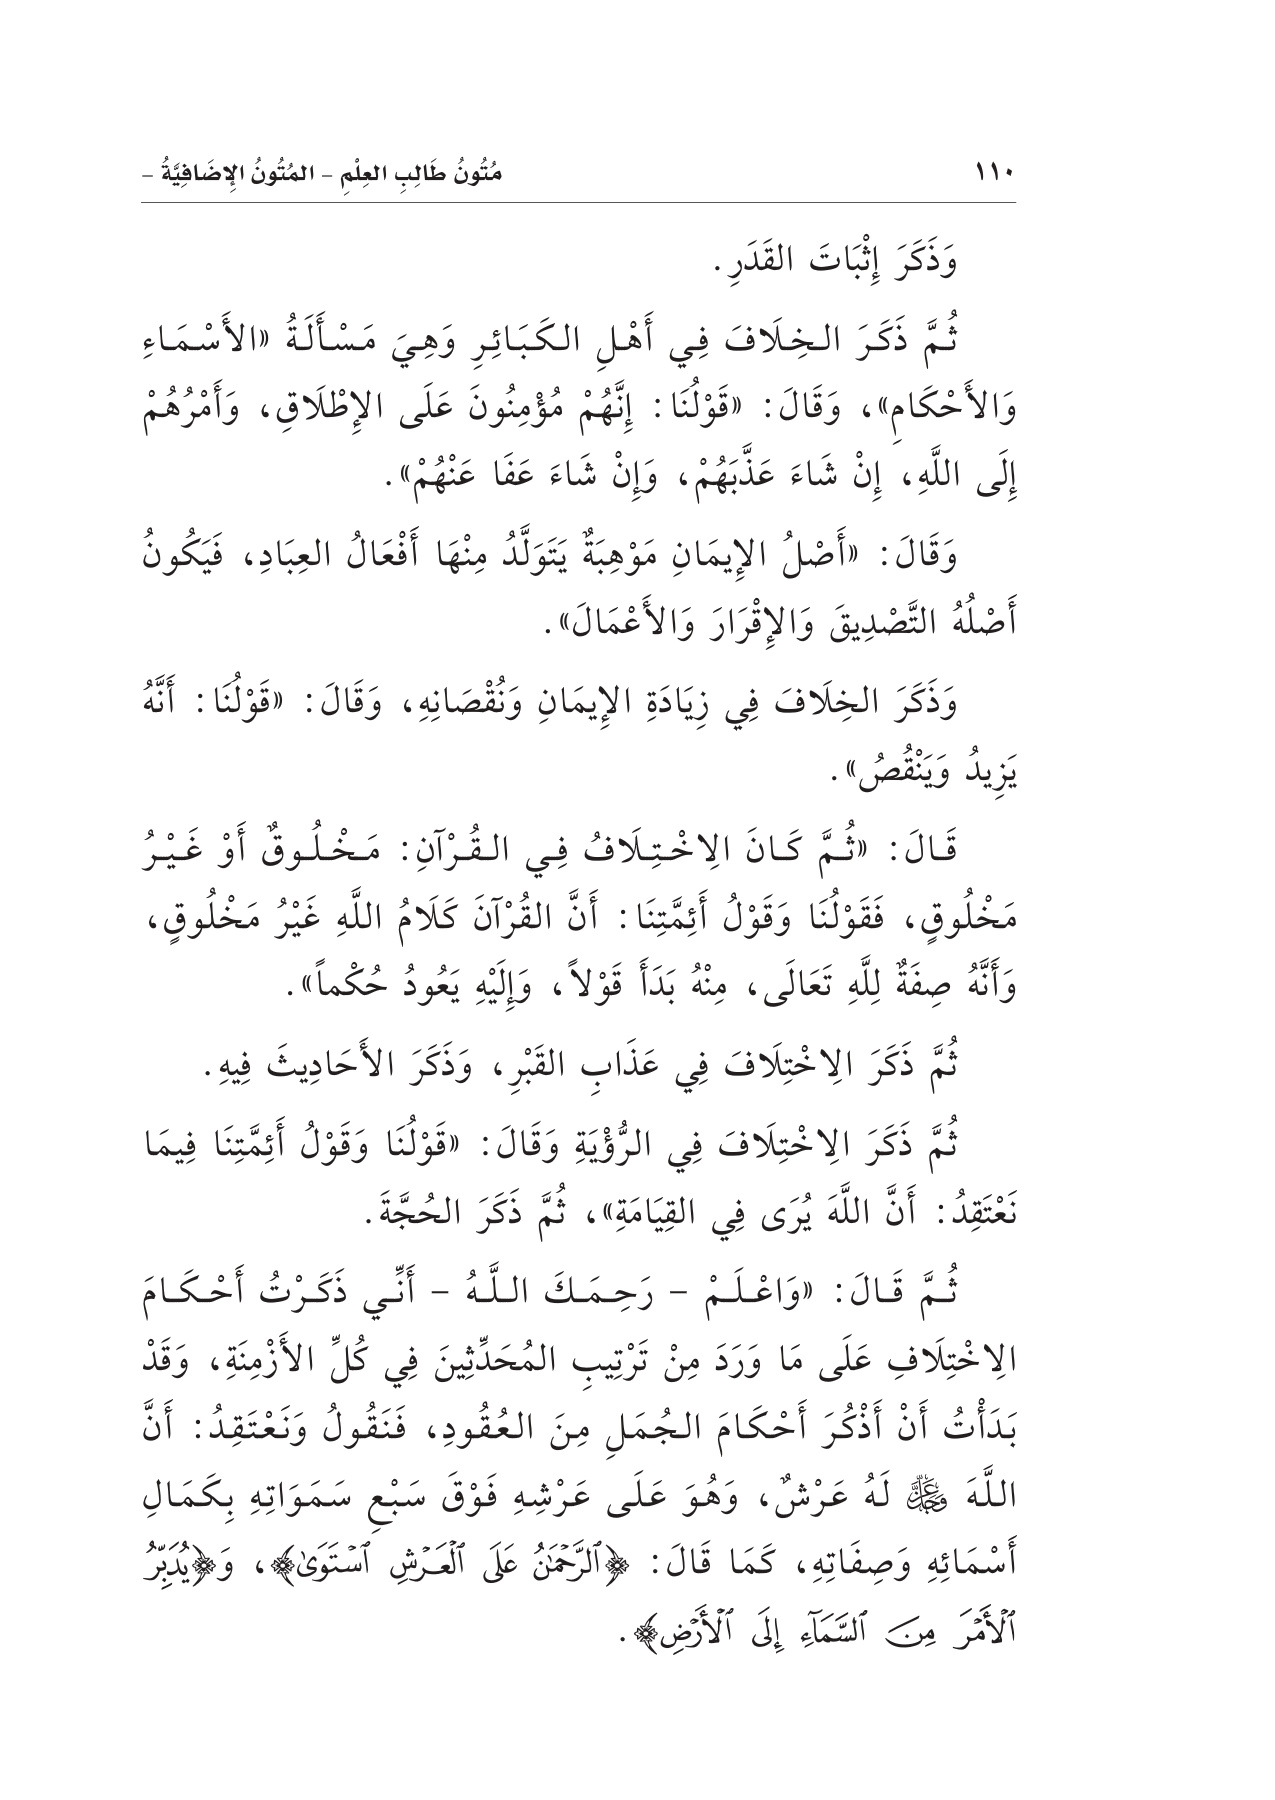 ١١٠ مُتُونُ طَالِبِ العِلْمِ – المُتُونُ الإِضَافِيَّةُ –
وَذَكَرَ إِثْبَاتَ القَدَرِ.
ثُمَّ ذَكَرَ الخِلَافَ فِي أَهْلِ الكَبَائِرِ وَهِيَ مَسْأَلَةُ «الأَسْمَاءِ
وَالأَحْكَامِ»، وَقَالَ: «قَوْلُنَا: إِنَّهُمْ مُؤْمِنُونَ عَلَى الإِطْلَاقِ، وَأَمْرُهُمْ
إِلَى اللَّهِ، إِنْ شَاءَ عَذَّبَهُمْ، وَإِنْ شَاءَ عَفَا عَنْهُمْ».
وَقَالَ: «أَصْلُ الإِيمَانِ مَوْهِبَةٌ يَتَوَلَّدُ مِنْهَا أَفْعَالُ العِبَادِ، فَيَكُونُ
أَصْلُهُ التَّصْدِيقَ وَالإِقْرَارَ وَالأَعْمَالَ».
وَذَكَرَ الخِلَافَ فِي زِيَادَةِ الإِيمَانِ وَنُقْصَانِهِ، وَقَالَ: «قَوْلُنَا: أَنَّهُ
يَزِيدُ وَيَنْقُصُ».
قَالَ: «ثُمَّ كَانَ الِاخْتِلَافُ فِي القُرْآنِ: مَخْلُوقٌ أَوْ غَيْرُ
مَخْلُوقٍ، فَقَوْلُنَا وَقَوْلُ أَئِمَّتِنَا: أَنَّ القُرْآنَ كَلَامُ اللَّهِ غَيْرُ مَخْلُوقٍ،
وَأَنَّهُ صِفَةٌ لِلَّهِ تَعَالَى، مِنْهُ بَدَأَ قَوْلاً، وَإِلَيْهِ يَعُودُ حُكْماً».
ثُمَّ ذَكَرَ الِاخْتِلَافَ فِي عَذَابِ القَبْرِ، وَذَكَرَ الأَحَادِيثَ فِيهِ.
ثُمَّ ذَكَرَ الِاخْتِلَافَ فِي الرُّؤْيَةِ وَقَالَ: «قَوْلُنَا وَقَوْلُ أَئِمَّتِنَا فِيمَا
نَعْتَقِدُ: أَنَّ اللَّهَ يُرَى فِي القِيَامَةِ»، ثُمَّ ذَكَرَ الحُجَّةَ.
ثُمَّ قَالَ: «وَاعْلَمْ – رَحِمَكَ اللَّهُ – أَنِّي ذَكَرْتُ أَحْكَامَ
الِاخْتِلَافِ عَلَى مَا وَرَدَ مِنْ تَرْتِيبِ المُحَدِّثِينَ فِي كُلِّ الأَزْمِنَةِ، وَقَدْ
بَدَأْتُ أَنْ أَذْكُرَ أَحْكَامَ الجُمَلِ مِنَ العُقُودِ، فَنَقُولُ وَنَعْتَقِدُ: أَنَّ
اللَّهَ عَزَّ وَجَلَّ لَهُ عَرْشٌ، وَهُوَ عَلَى عَرْشِهِ فَوْقَ سَبْعِ سَمَوَاتِهِ بِكَمَالِ
أَسْمَائِهِ وَصِفَاتِهِ، كَمَا قَالَ: ﴿ٱلرَّحْمَٰنُ عَلَى ٱلْعَرْشِ ٱسْتَوَىٰ﴾، وَ﴿يُدَبِّرُ
ٱلْأَمْرَ مِنَ ٱلسَّمَآءِ إِلَى ٱلْأَرْضِ﴾.